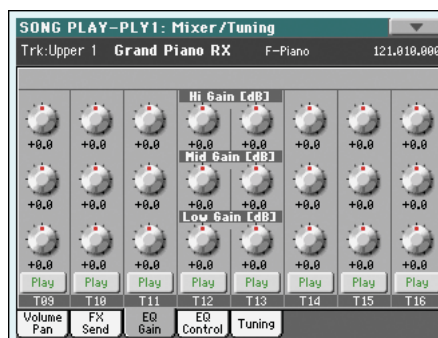 SONG PLAY-PLY1: Mixer/Tuning
Trk:Upper 1 Grand Piano RX F-Piano 121.010.000
Hi Gain [dB]
+0.0 +0.0 +0.0 +0.0 +0.0 +0.0 +0.0 +0.0
Mid Gain [dB]
+0.0 +0.0 +0.0 +0.0 +0.0 +0.0 +0.0 +0.0
Low Gain [dB]
+0.0 +0.0 +0.0 +0.0 +0.0 +0.0 +0.0 +0.0
Play Play Play Play Play Play Play Play
T09 T10 T11 T12 T13 T14 T15 T16
Volume Pan FX Send EQ Gain EQ Control Tuning